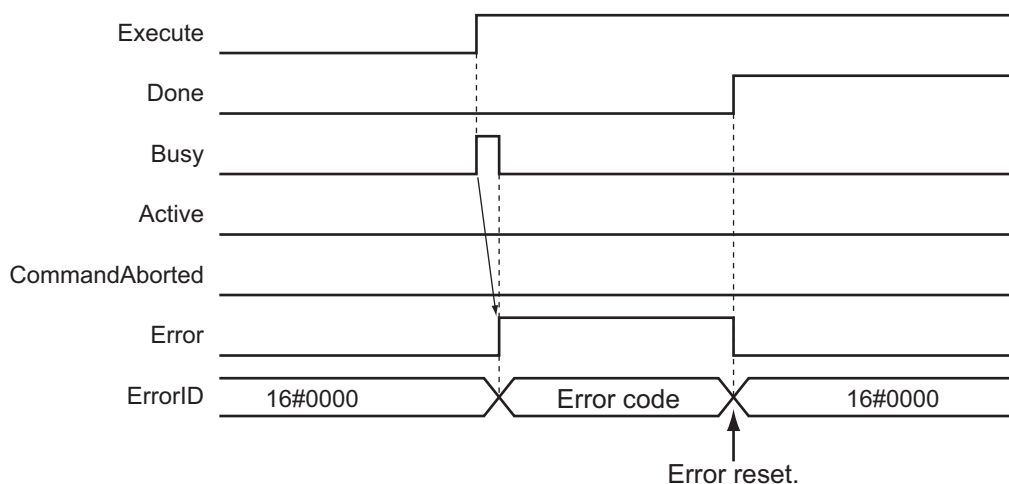 Execute
Done
Busy
Active
CommandAborted
Error
ErrorID 16#0000 Error code 16#0000
Error reset.